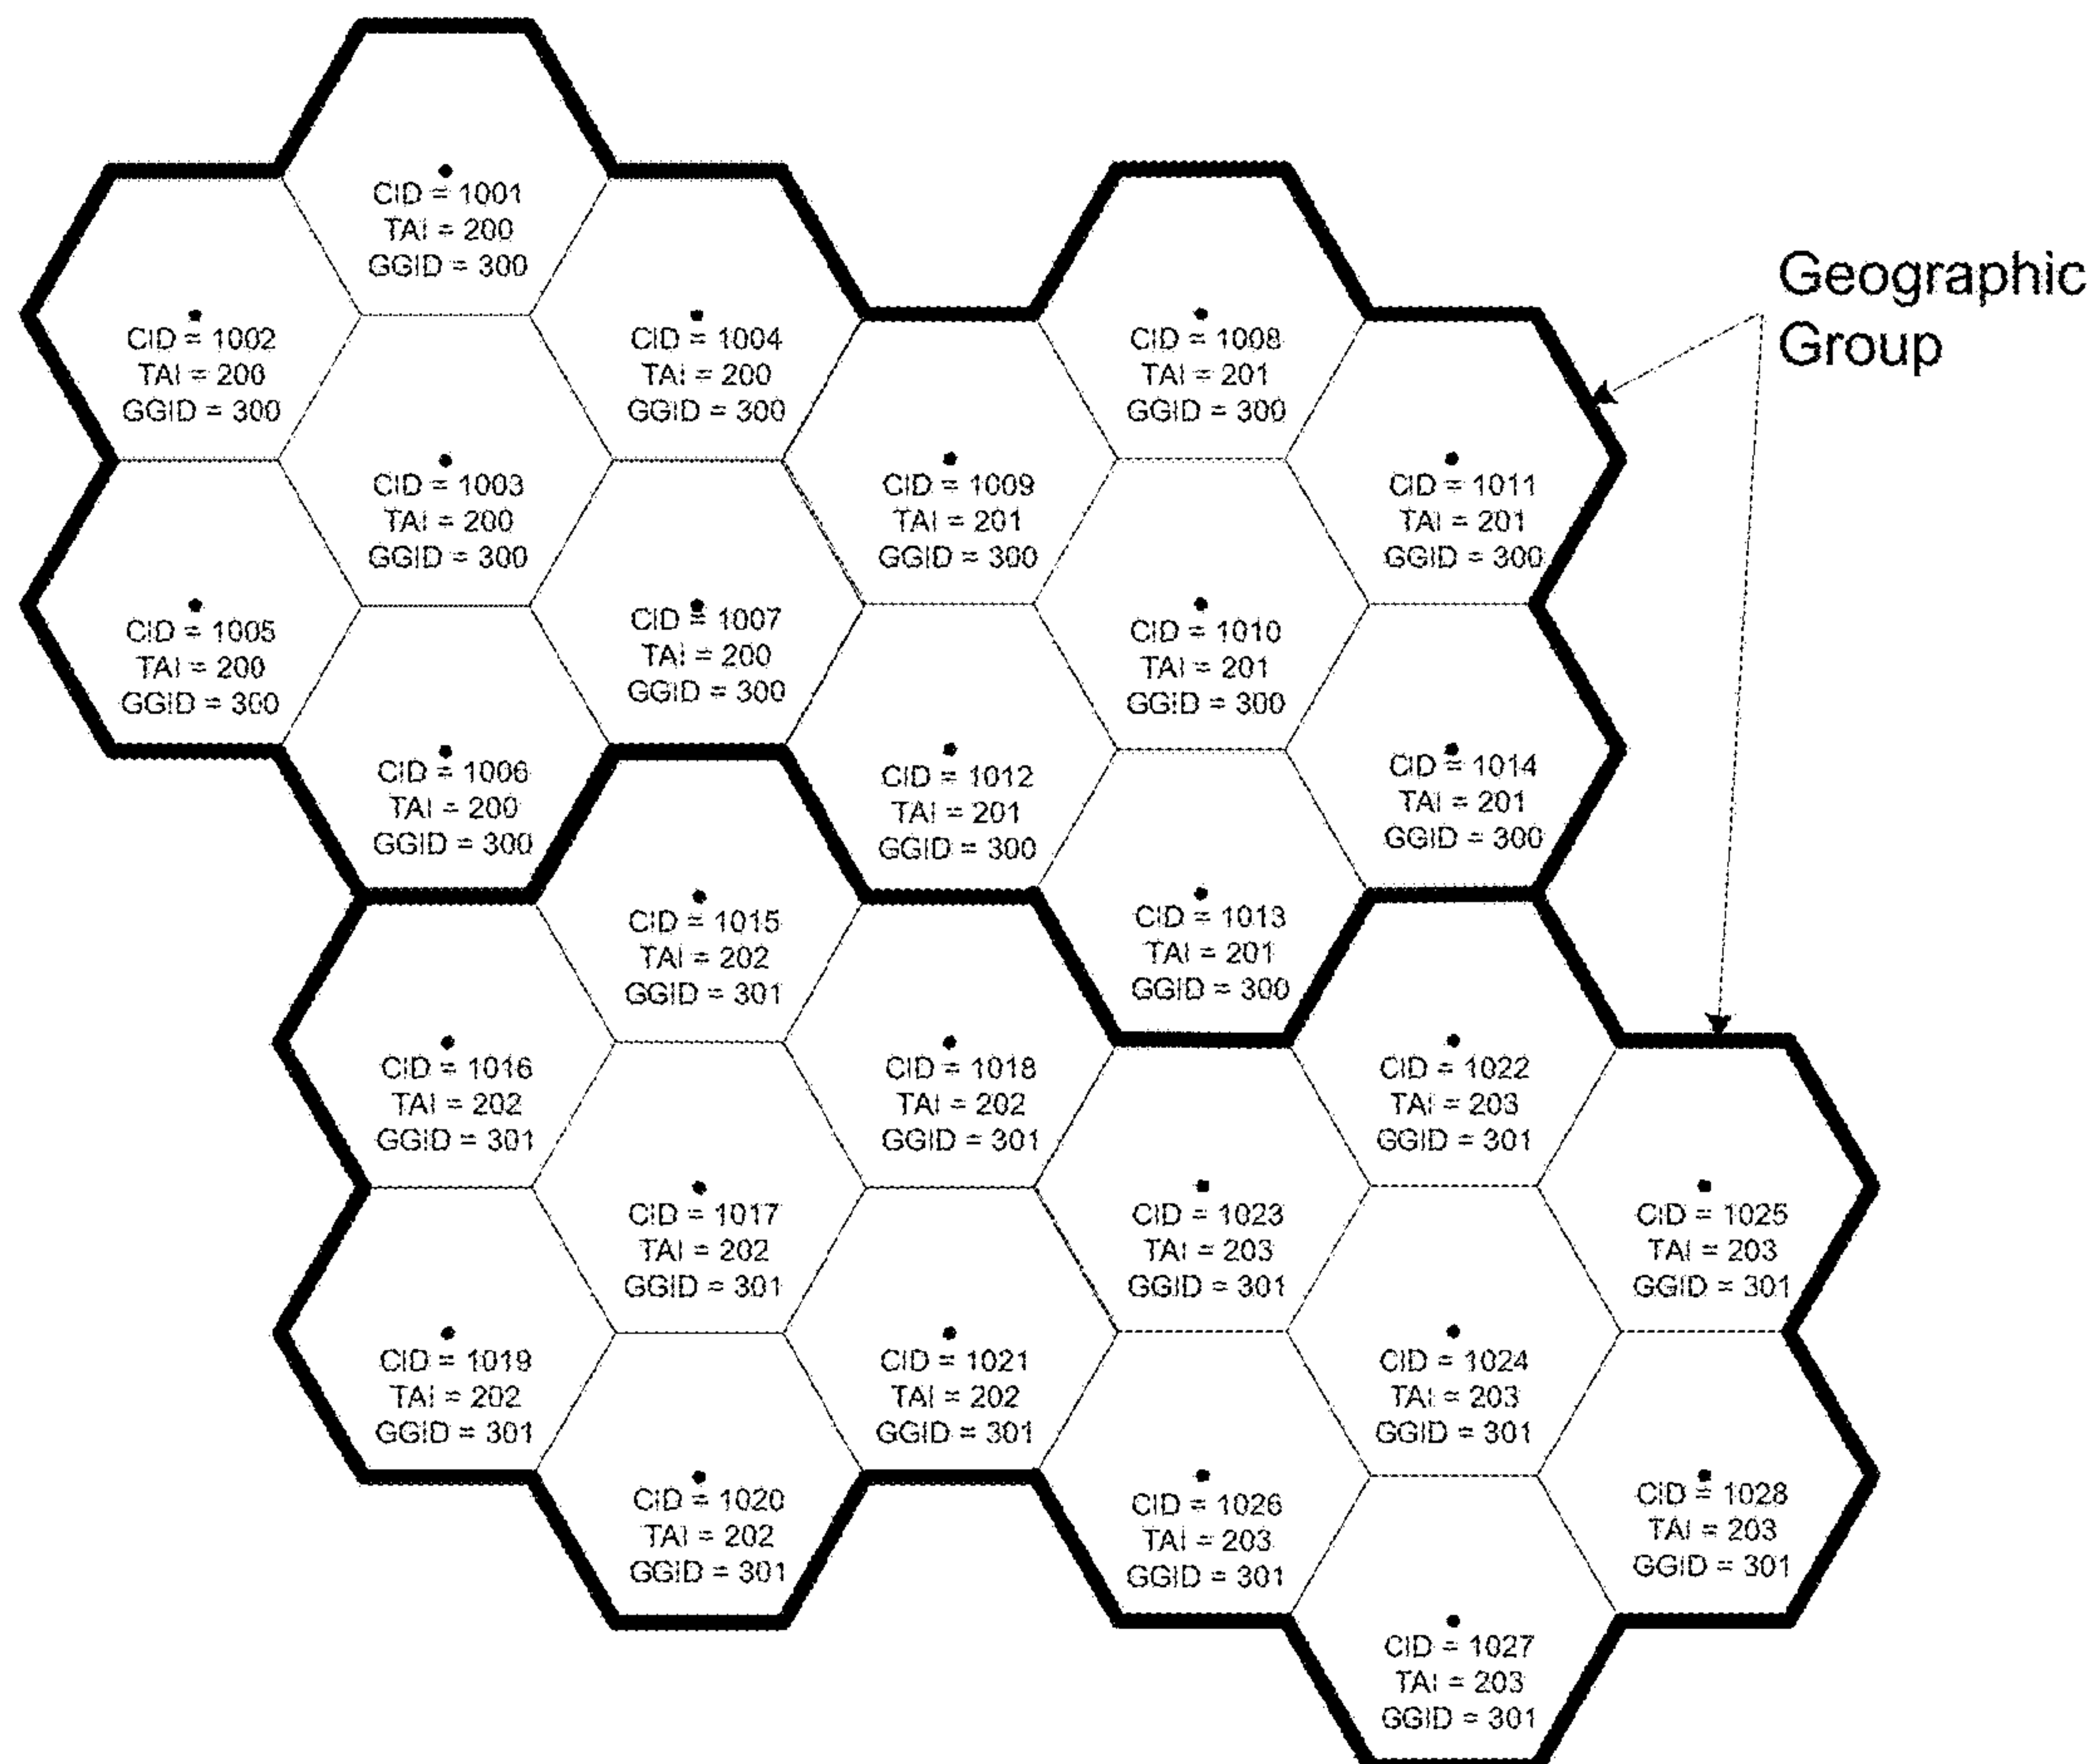 CID = 1001
TAI = 200
GGID = 300
Geographic
Group
CID = 1002
TAI = 200
GGID = 300
CID = 1004
TAI = 200
GGID = 300
CID = 1008
TAI = 201
GGID = 300
CID = 1003
TAI = 200
GGID = 300
CID = 1009
TAI = 201
GGID = 300
CID = 1011
TAI = 201
GGID = 300
CID = 1005
TAI = 200
GGID = 300
CID = 1007
TAI = 200
GGID = 300
CID = 1010
TAI = 201
GGID = 300
CID = 1006
TAI = 200
GGID = 300
CID = 1012
TAI = 201
GGID = 300
CID = 1014
TAI = 201
GGID = 300
CID = 1015
TAI = 202
GGID = 301
CID = 1013
TAI = 201
GGID = 300
CID = 1016
TAI = 202
GGID = 301
CID = 1018
TAI = 202
GGID = 301
CID = 1022
TAI = 203
GGID = 301
CID = 1017
TAI = 202
GGID = 301
CID = 1023
TAI = 203
GGID = 301
CID = 1025
TAI = 203
GGID = 301
CID = 1019
TAI = 202
GGID = 301
CID = 1021
TAI = 202
GGID = 301
CID = 1024
TAI = 203
GGID = 301
CID = 1020
TAI = 202
GGID = 301
CID = 1026
TAI = 203
GGID = 301
CID = 1028
TAI = 203
GGID = 301
CID = 1027
TAI = 203
GGID = 301